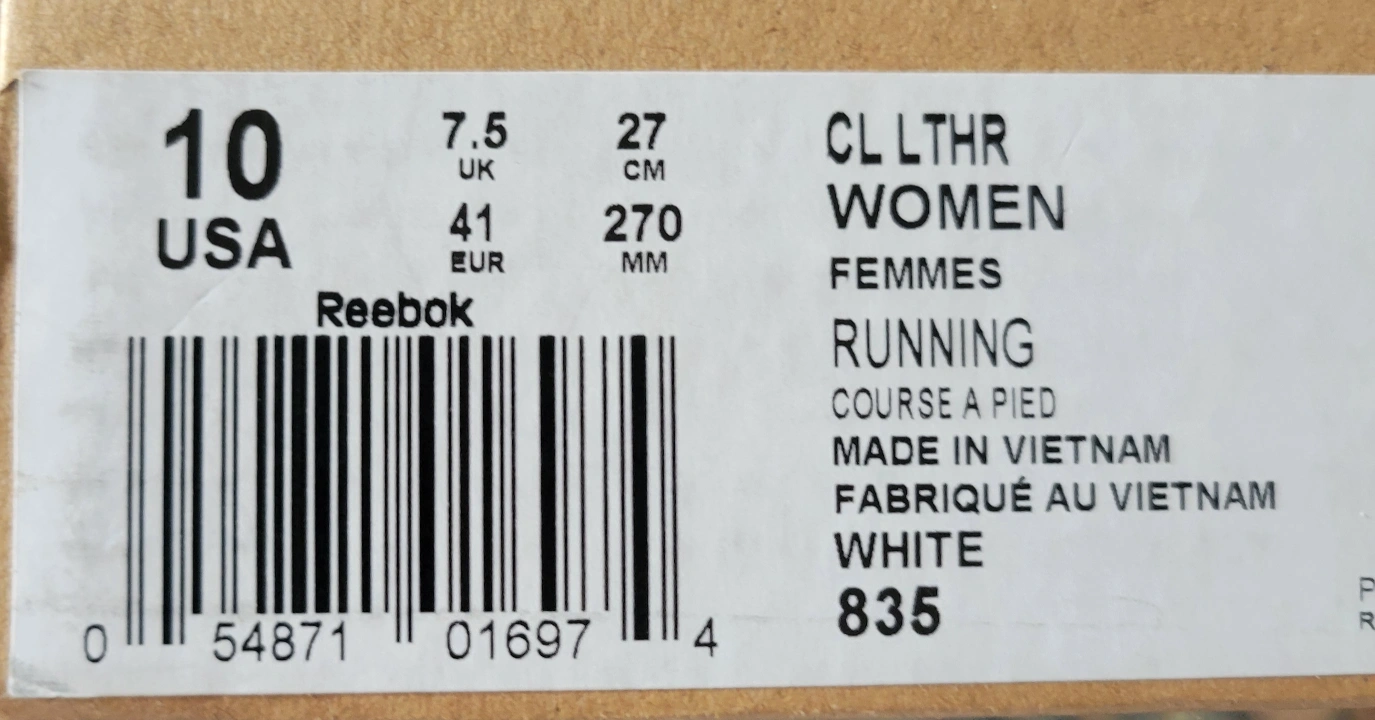 10
USA
7.5
UK
27
CM
41
EUR
270
MM
Reebok
0 54871 01697 4
CL LTHR
WOMEN
FEMMES
RUNNING
COURSE A PIED
MADE IN VIETNAM
FABRIQUÉ AU VIETNAM
WHITE
835
P
R